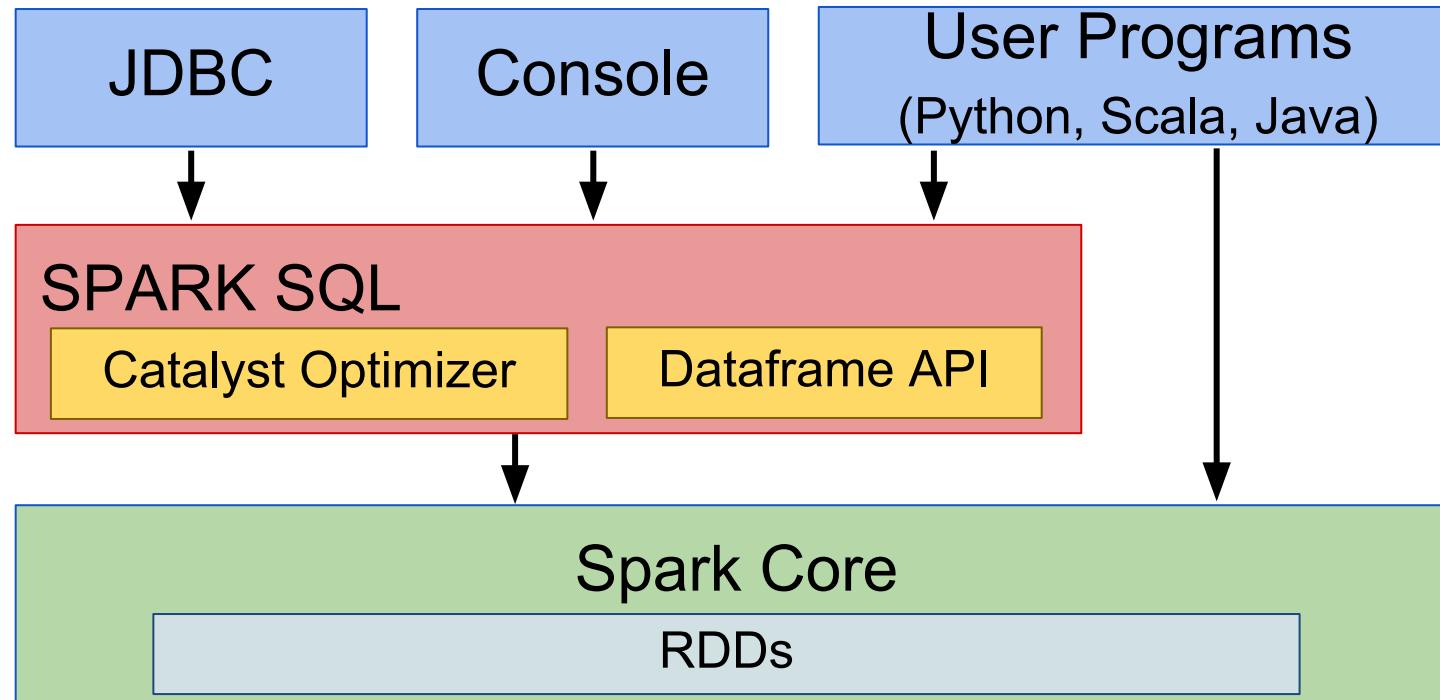 JDBC
Console
User Programs
(Python, Scala, Java)
SPARK SQL
Catalyst Optimizer
Dataframe API
Spark Core
RDDs